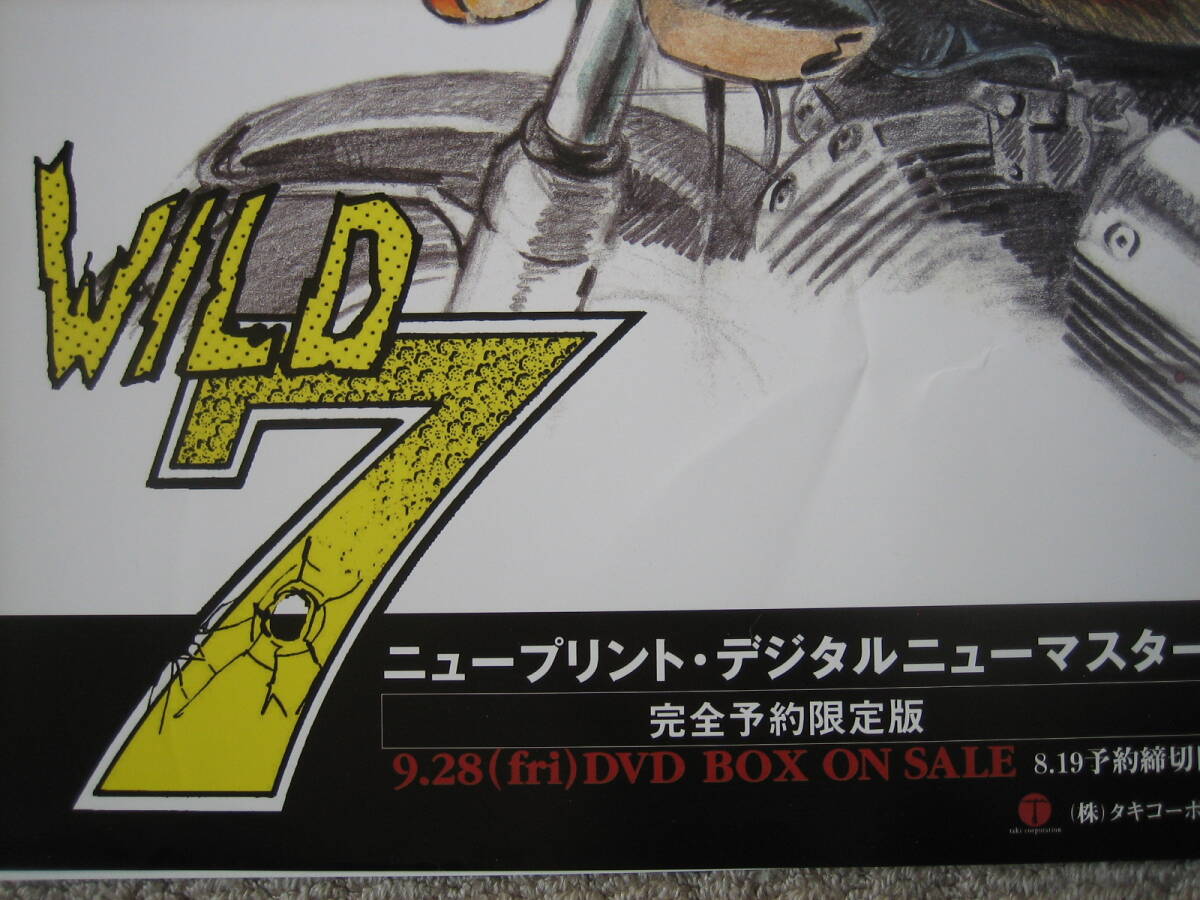 WILD
7
ニュープリント・デジタルニューマスター
完全予約限定版
9.28(fri)DVD BOX ON SALE 8.19予約締切
taki corporation
(株)タキコーポ